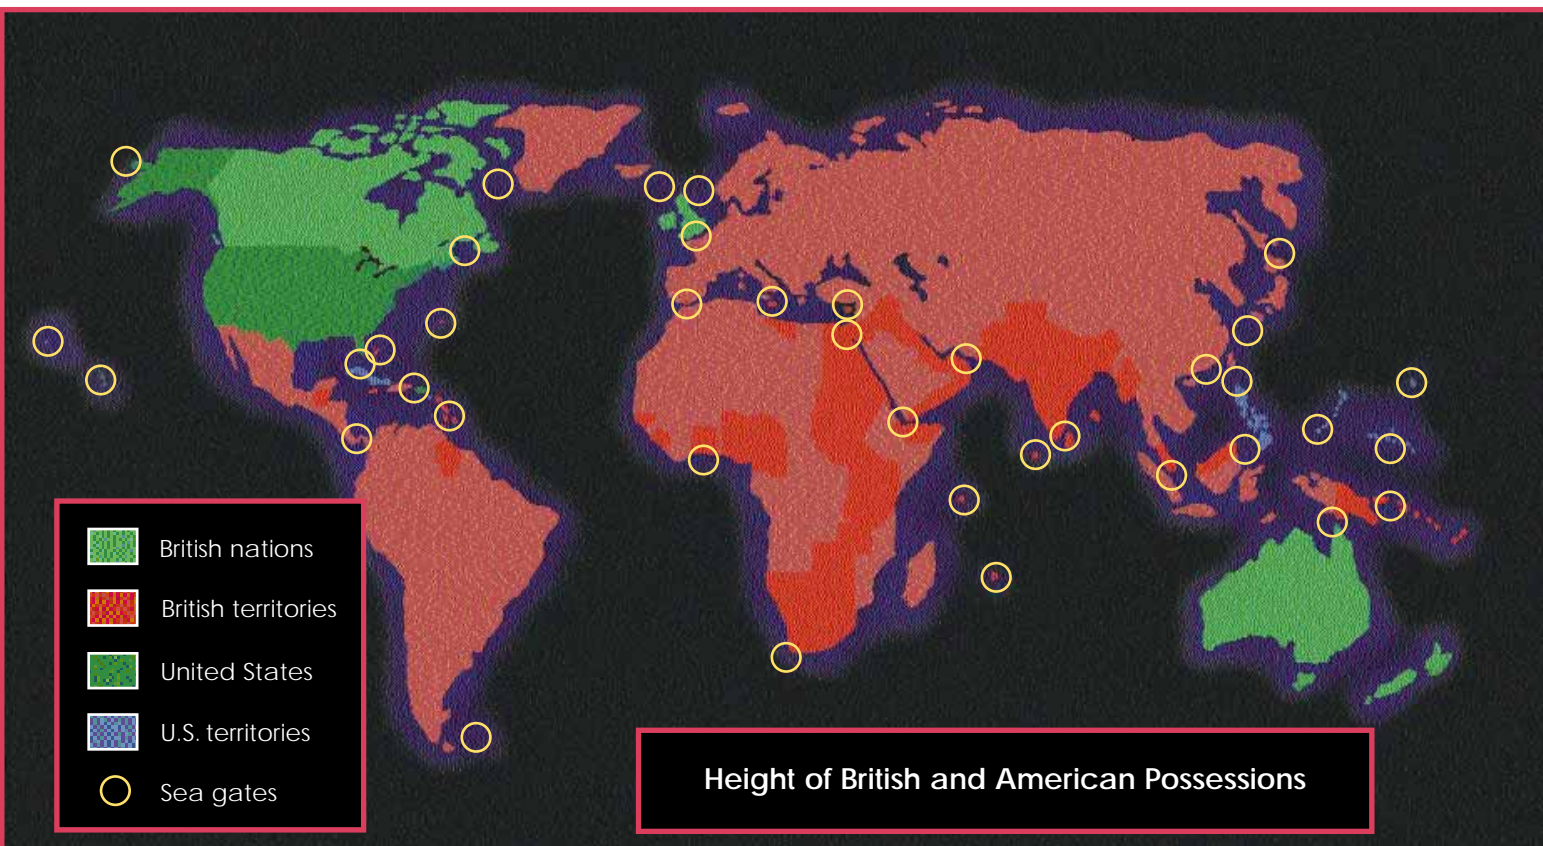 British nations
British territories
United States
U.S. territories
Sea gates
Height of British and American Possessions